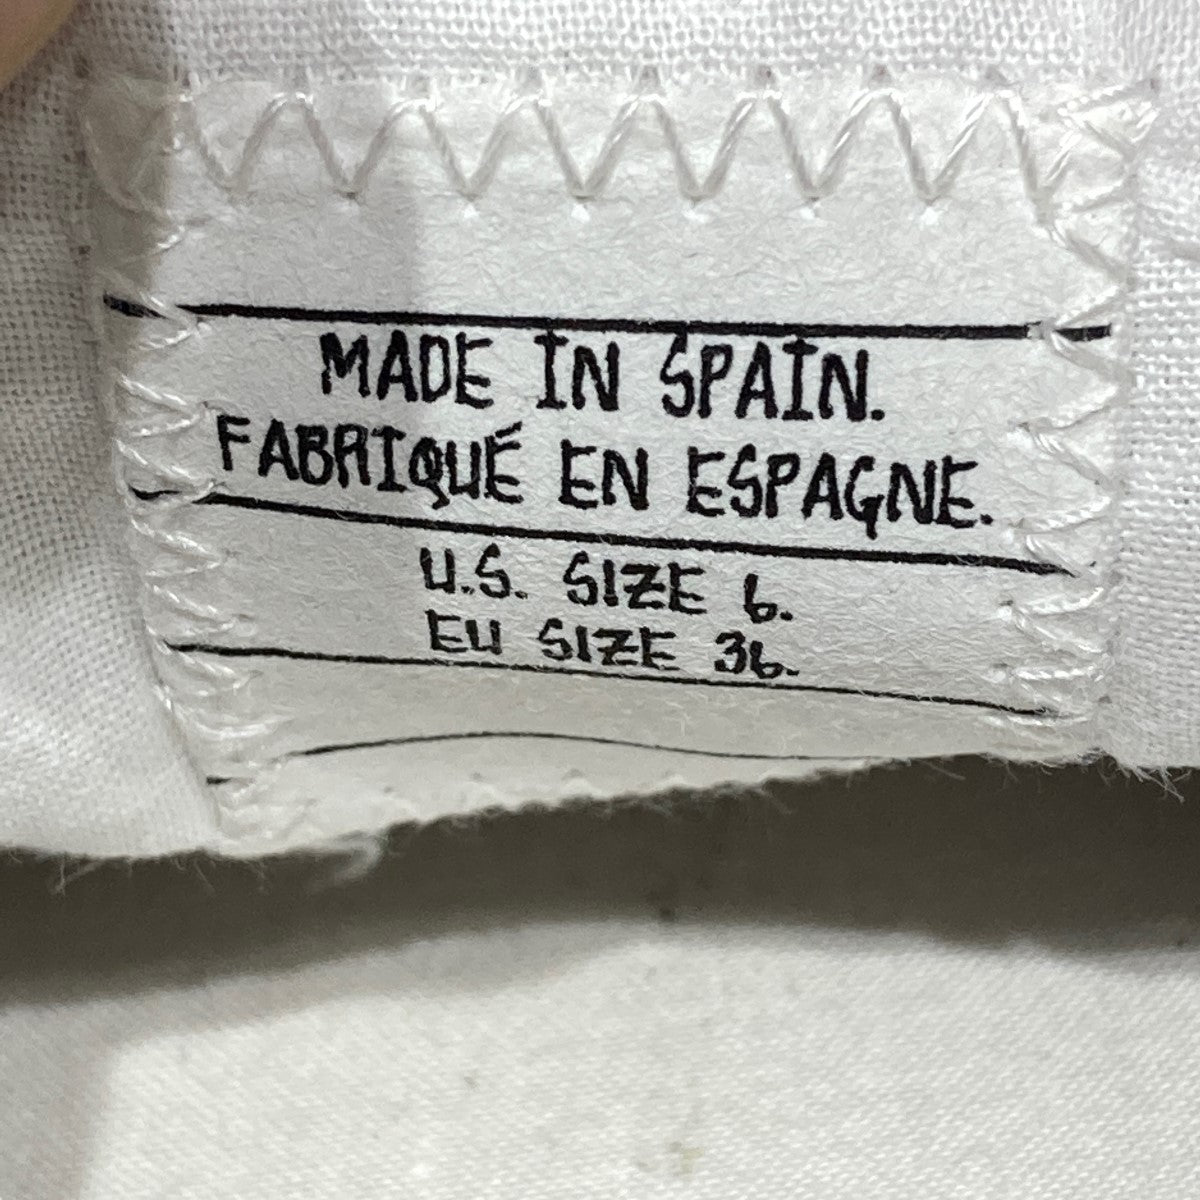 MADE IN SPAIN.
FABRIQUÉ EN ESPAGNE.
U.S. SIZE 6.
EU SIZE 36.